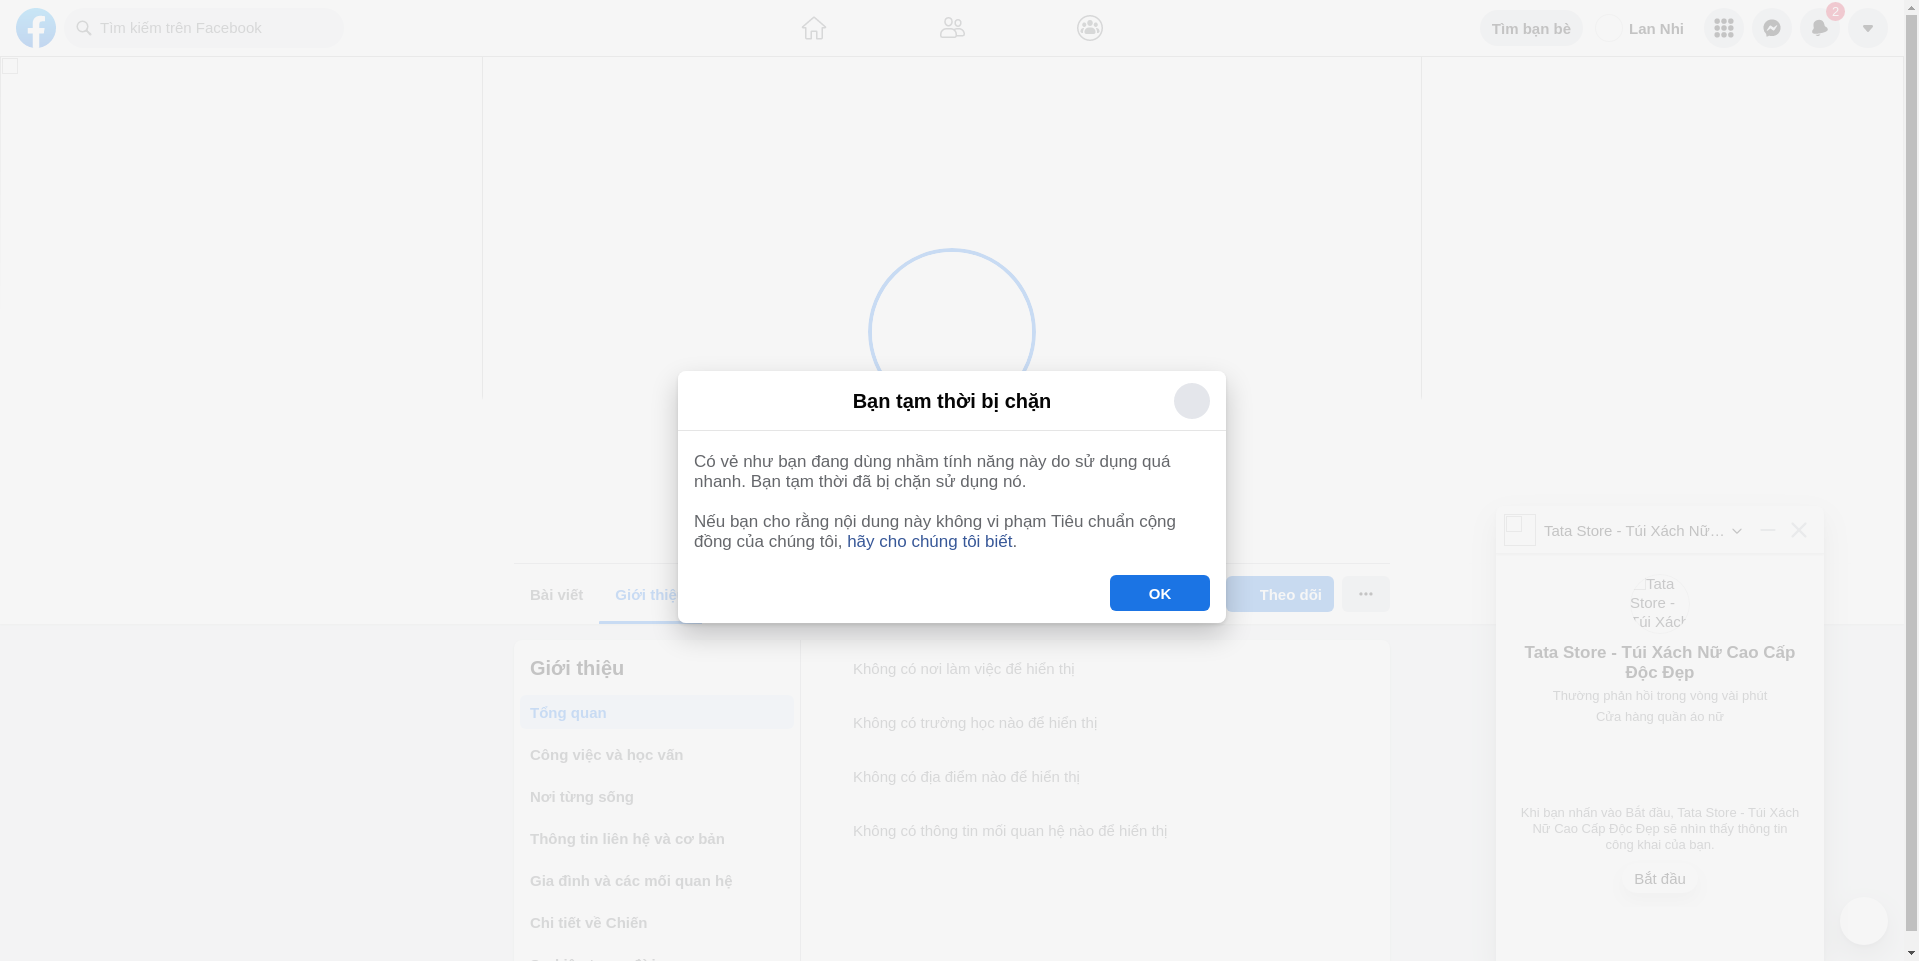 Tìm kiếm trên Facebook
Tìm bạn bè
Lan Nhi
2
Bạn tạm thời bị chặn
Có vẻ như bạn đang dùng nhầm tính năng này do sử dụng quá
nhanh. Bạn tạm thời đã bị chặn sử dụng nó.
Nếu bạn cho rằng nội dung này không vi phạm Tiêu chuẩn cộng
đồng của chúng tôi, hãy cho chúng tôi biết.
OK
Bài viết
Giới thiệ
Theo dõi
Giới thiệu
Tổng quan
Công việc và học vấn
Nơi từng sống
Thông tin liên hệ và cơ bản
Gia đình và các mối quan hệ
Chi tiết về Chiến
Không có nơi làm việc để hiển thị
Không có trường học nào để hiển thị
Không có địa điểm nào để hiển thị
Không có thông tin mối quan hệ nào để hiển thị
Tata Store - Túi Xách Nữ…
Tata
Store -
Túi Xách
Tata Store - Túi Xách Nữ Cao Cấp
Độc Đẹp
Thường phản hồi trong vòng vài phút
Cửa hàng quần áo nữ
Khi bạn nhấn vào Bắt đầu, Tata Store - Túi Xách
Nữ Cao Cấp Độc Đẹp sẽ nhìn thấy thông tin
công khai của bạn.
Bắt đầu